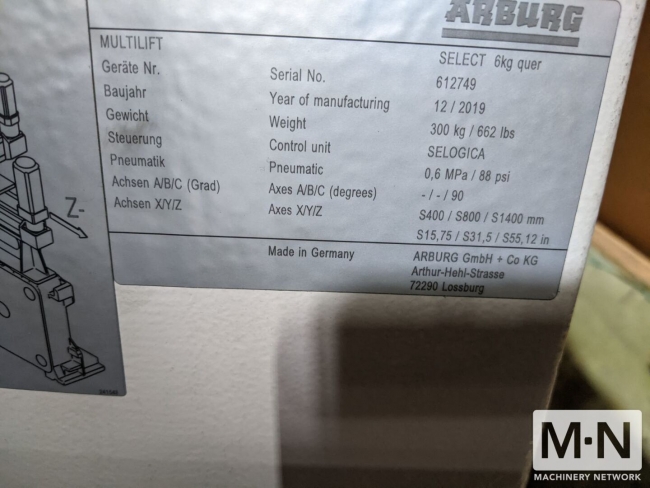 ARBURG
MULTILIFT SELECT 6kg quer
Geräte Nr. Serial No. 612749
Baujahr Year of manufacturing 12 / 2019
Gewicht Weight 300 kg / 662 lbs
Steuerung Control unit SELOGICA
Pneumatik Pneumatic 0,6 MPa / 88 psi
Achsen A/B/C (Grad) Axes A/B/C (degrees) - / - / 90
Achsen X/Y/Z Axes X/Y/Z S400 / S800 / S1400 mm
S15,75 / S31,5 / S55,12 in
Made in Germany ARBURG GmbH + Co KG
Arthur-Hehl-Strasse
72290 Lossburg
Z-
M·N
MACHINERY NETWORK